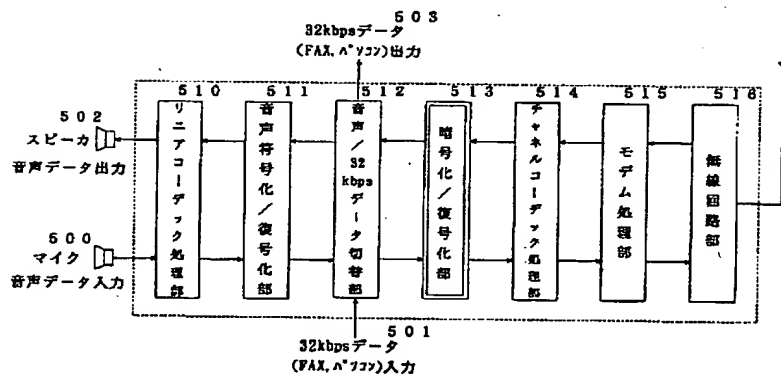 503
32kbpsデータ
(FAX,パソコン)出力
510
511
512
513
514
515
516
502
スピーカ
音声データ出力
500
マイク
音声データ入力
リニアコーデック処理部
音声符号化/復号化部
音声/32kbpsデータ切替部
暗号化/復号化部
チャネルコーデック処理部
モデム処理部
無線回路部
501
32kbpsデータ
(FAX,パソコン)入力